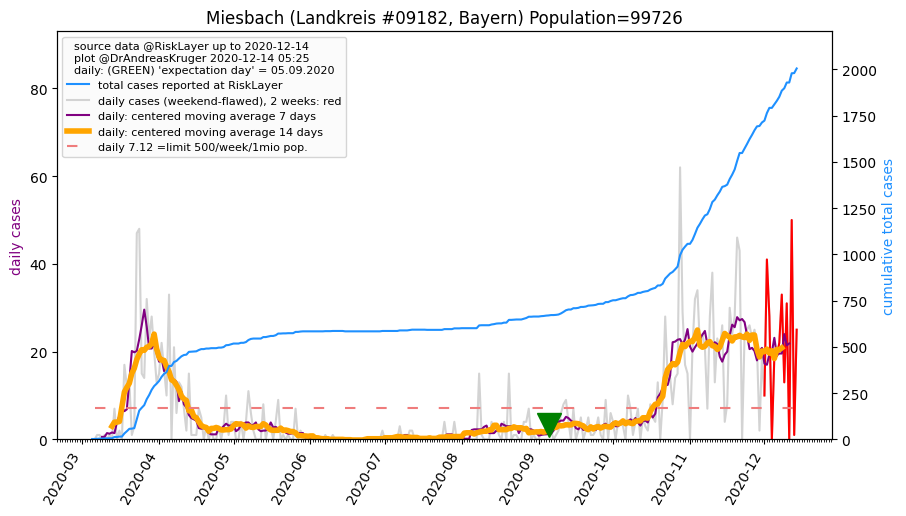 Miesbach (Landkreis #09182, Bayern) Population=99726
source data @RiskLayer up to 2020-12-14
plot @DrAndreasKruger 2020-12-14 05:25
daily: (GREEN) 'expectation day' = 05.09.2020
total cases reported at RiskLayer
daily cases (weekend-flawed), 2 weeks: red
daily: centered moving average 7 days
daily: centered moving average 14 days
daily 7.12 =limit 500/week/1mio pop.
daily cases
80
60
40
20
0
cumulative total cases
2000
1750
1500
1250
1000
750
500
250
0
2020-03
2020-04
2020-05
2020-06
2020-07
2020-08
2020-09
2020-10
2020-11
2020-12